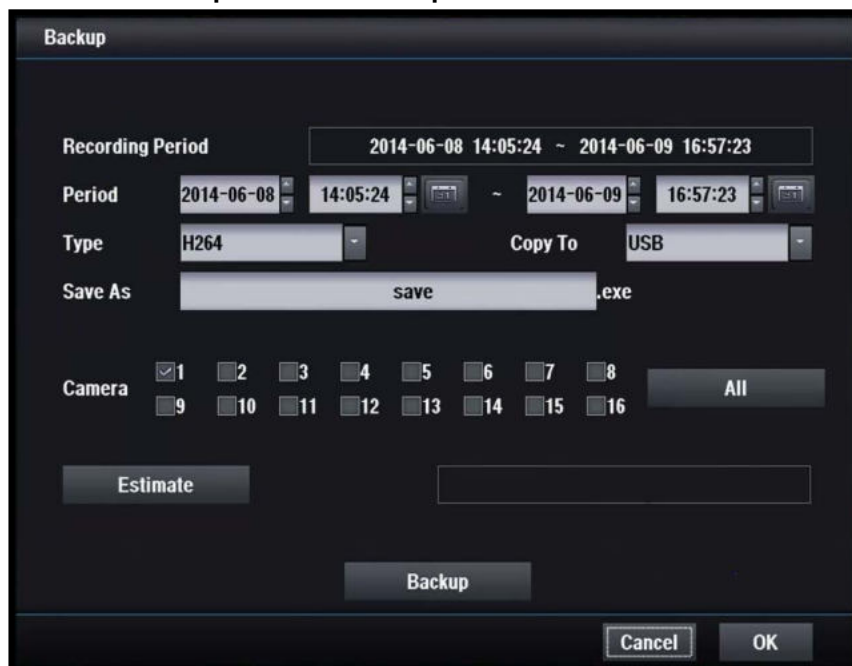 Backup
Recording Period 2014-06-08 14:05:24 ~ 2014-06-09 16:57:23
Period 2014-06-08 14:05:24 ~ 2014-06-09 16:57:23
Type H264 Copy To USB
Save As save .exe
1 2 3 4 5 6 7 8
Camera All
9 10 11 12 13 14 15 16
Estimate
Backup
Cancel OK